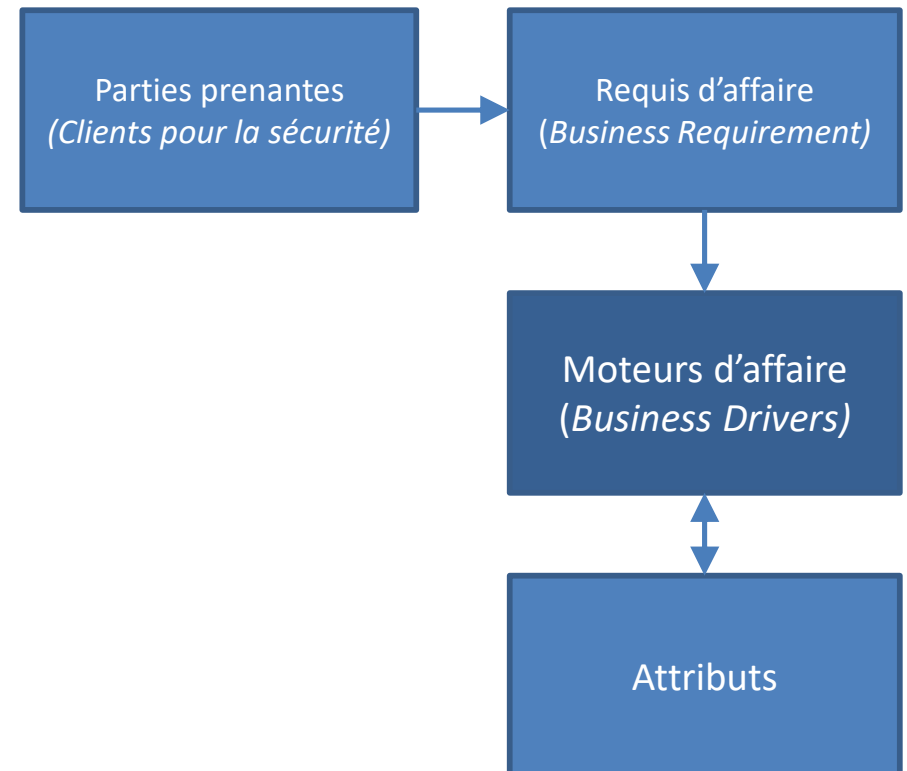 Parties prenantes
(Clients pour la sécurité)
Requis d’affaire
(Business Requirement)
Moteurs d’affaire
(Business Drivers)
Attributs